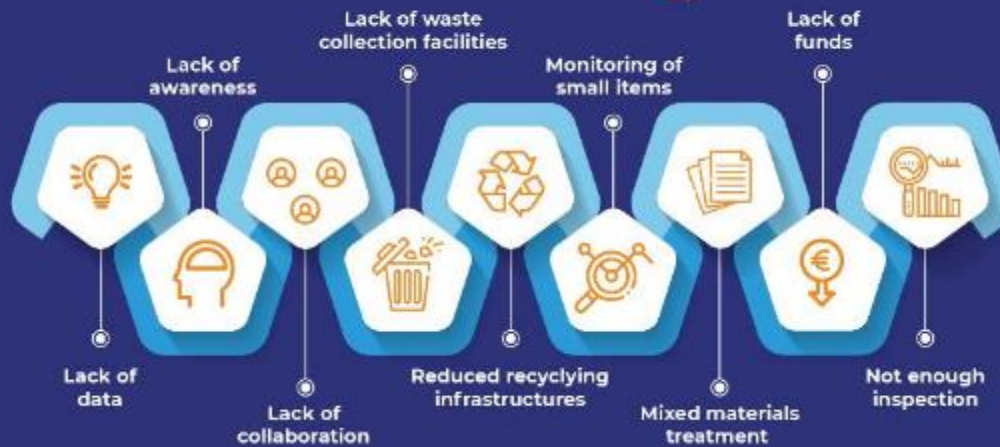 Lack of waste
collection facilities
Lack of
funds
Lack of
awareness
Monitoring of
small items
€
Lack of
data
Reduced recyclying
infrastructures
Not enough
inspection
Lack of
collaboration
Mixed materials
treatment